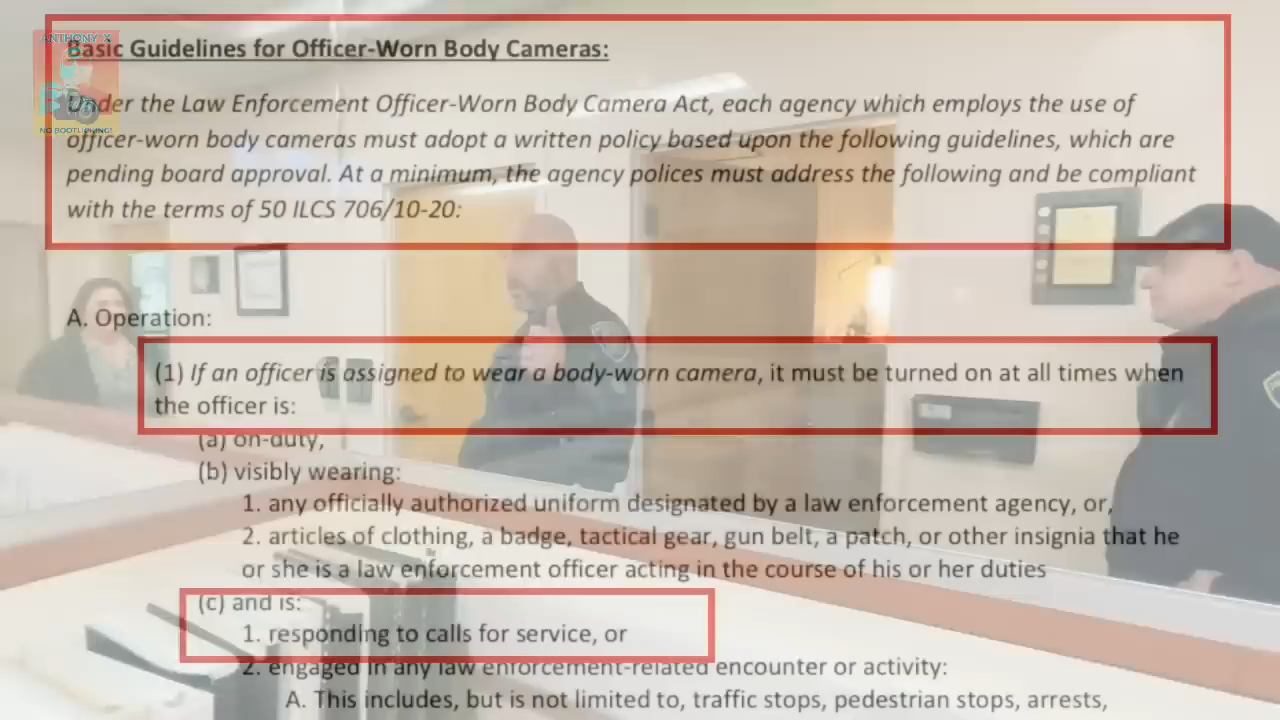 ANTHONY X
NO BOOTLICKING!
Basic Guidelines for Officer-Worn Body Cameras:
Under the Law Enforcement Officer-Worn Body Camera Act, each agency which employs the use of
officer-worn body cameras must adopt a written policy based upon the following guidelines, which are
pending board approval. At a minimum, the agency polices must address the following and be compliant
with the terms of 50 ILCS 706/10-20:
A. Operation:
(1) If an officer is assigned to wear a body-worn camera, it must be turned on at all times when
the officer is:
(a) on-duty,
(b) visibly wearing:
1. any officially authorized uniform designated by a law enforcement agency, or,
2. articles of clothing, a badge, tactical gear, gun belt, a patch, or other insignia that he
or she is a law enforcement officer acting in the course of his or her duties
(c) and is:
1. responding to calls for service, or
2. engaged in any law enforcement-related encounter or activity:
A. This includes, but is not limited to, traffic stops, pedestrian stops, arrests,